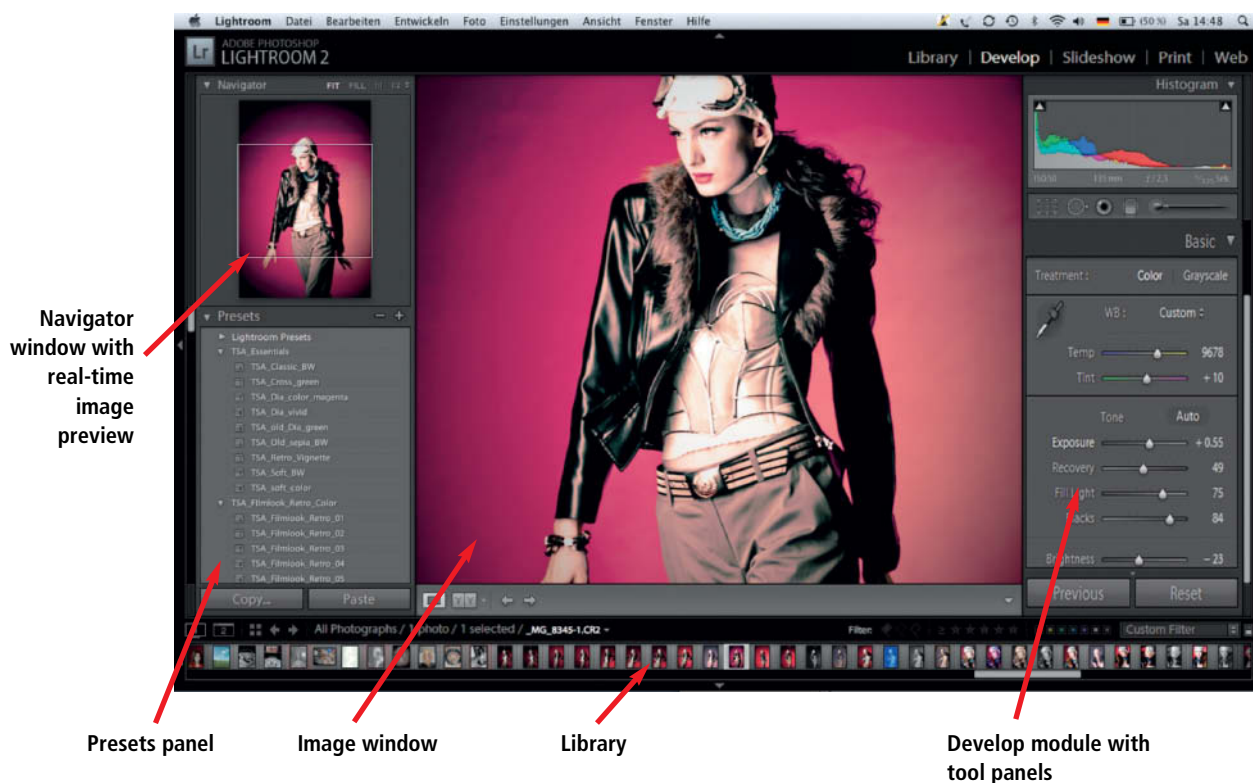 Lightroom Datei Bearbeiten Entwickeln Foto Einstellungen Ansicht Fenster Hilfe (50 %) Sa 14:48
Lr ADOBE PHOTOSHOP
LIGHTROOM 2
Library | Develop | Slideshow | Print | Web
Navigator FIT FILL
Histogram
135 mm
Basic
Treatment : Color Grayscale
WB : Custom
Temp 9678
Tint + 10
Tone Auto
Exposure + 0.55
Recovery 49
Fill Light 75
Blacks 84
Brightness – 23
Previous Reset
Presets
Lightroom Presets
TSA_Essentials
TSA_Classic_BW
TSA_Cross_green
TSA_Dia_color_magenta
TSA_Dia_vivid
TSA_old_Dia_green
TSA_Old_sepia_BW
TSA_Retro_Vignette
TSA_Soft_BW
TSA_soft_color
TSA_Filmlook_Retro_Color
TSA_Filmlook_Retro_01
TSA_Filmlook_Retro_02
TSA_Filmlook_Retro_03
TSA_Filmlook_Retro_04
TSA_Filmlook_Retro_05
Copy... Paste
2 All Photographs / 1 photo / 1 selected / _MG_8345-1.CR2 Filter: Custom Filter
Navigator
window with
real-time
image
preview
Presets panel
Image window
Library
Develop module with
tool panels